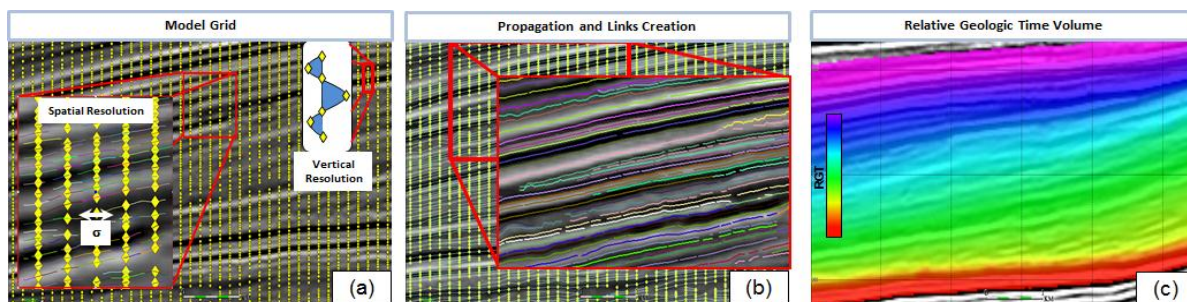 Model Grid
Propagation and Links Creation
Relative Geologic Time Volume
Spatial Resolution
σ
Vertical
Resolution
RGT
(a)
(b)
(c)